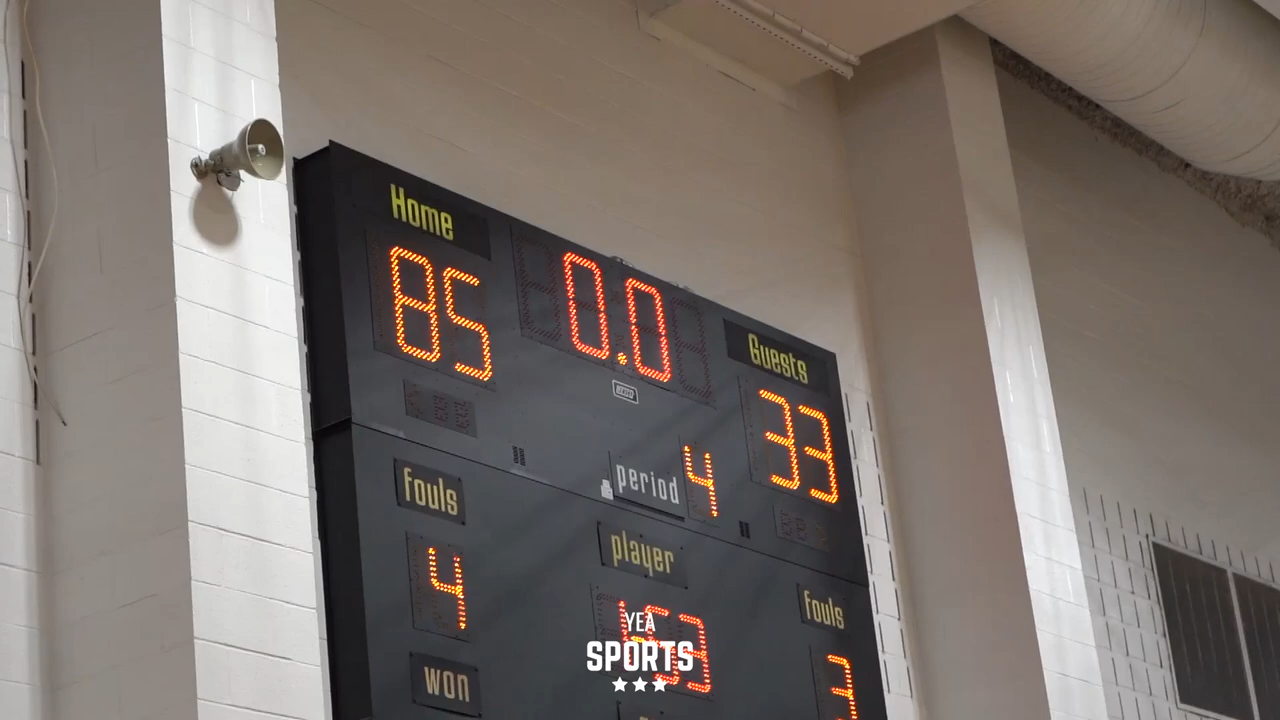 Home
85
0.0
Guests
33
period 4
fouls
4
player
fouls
3
won
YEA
SPORTS